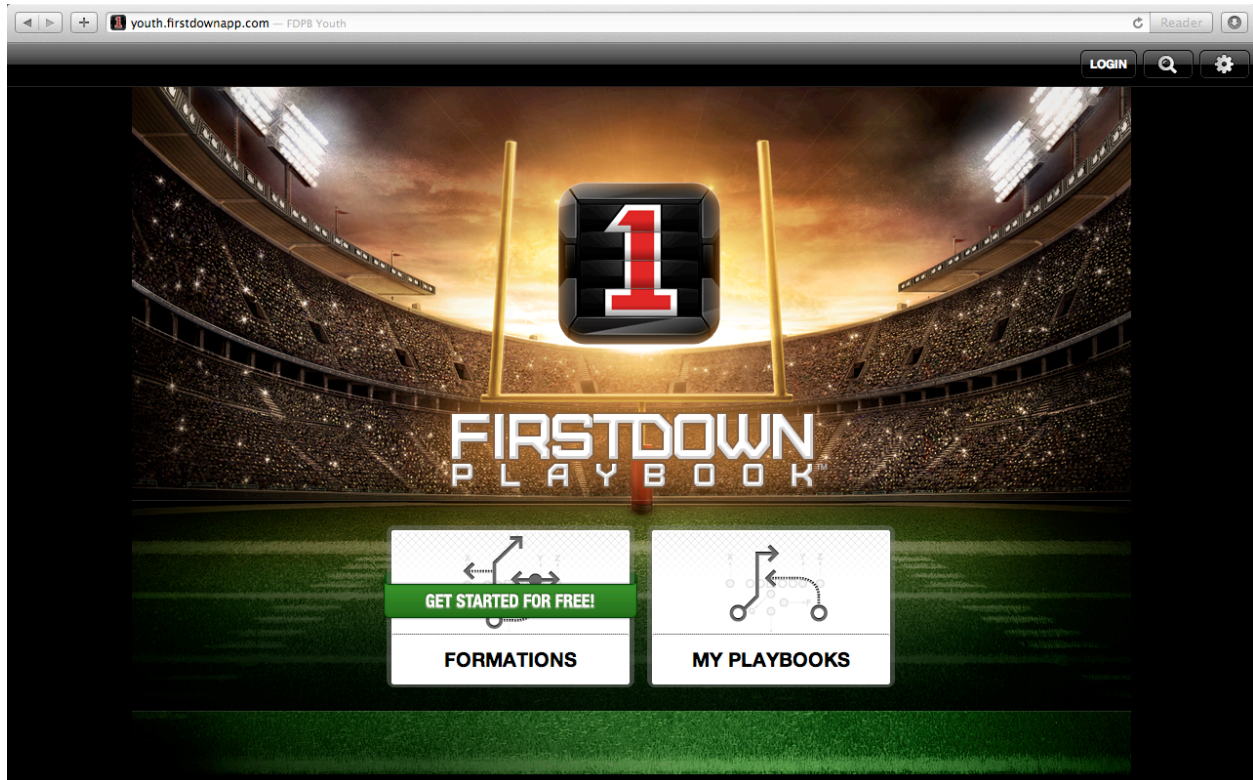 youth.firstdownapp.com — FDPB Youth
Reader
LOGIN
1
FIRSTDOWN
PLAYBOOK™
X Y Z
GET STARTED FOR FREE!
FORMATIONS
MY PLAYBOOKS